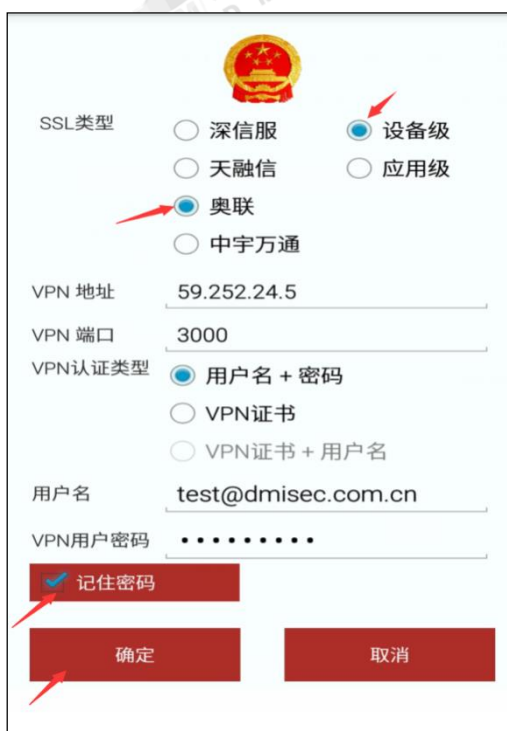 SSL类型
深信服 设备级
天融信 应用级
奥联
中宇万通
VPN 地址 59.252.24.5
VPN 端口 3000
VPN认证类型 用户名 + 密码
VPN证书
VPN证书 + 用户名
用户名 test@dmisec.com.cn
VPN用户密码 •••••••••
记住密码
确定 取消